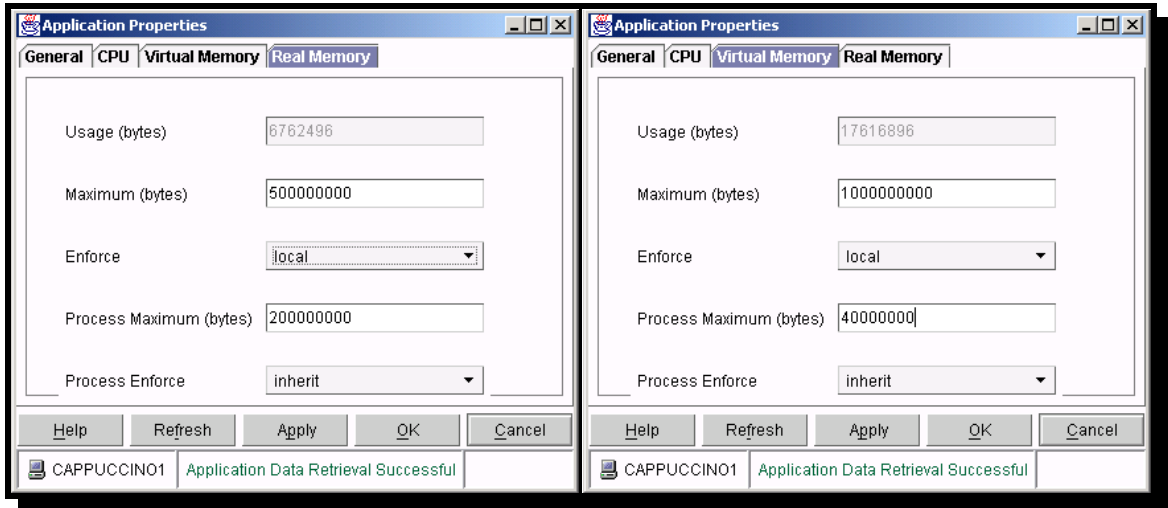 Application Properties
General CPU Virtual Memory Real Memory
Usage (bytes) 6762496
Maximum (bytes) 500000000
Enforce local
Process Maximum (bytes) 200000000
Process Enforce inherit
Help Refresh Apply OK Cancel
CAPPUCCINO1 Application Data Retrieval Successful
Application Properties
General CPU Virtual Memory Real Memory
Usage (bytes) 17616896
Maximum (bytes) 1000000000
Enforce local
Process Maximum (bytes) 40000000
Process Enforce inherit
Help Refresh Apply OK Cancel
CAPPUCCINO1 Application Data Retrieval Successful